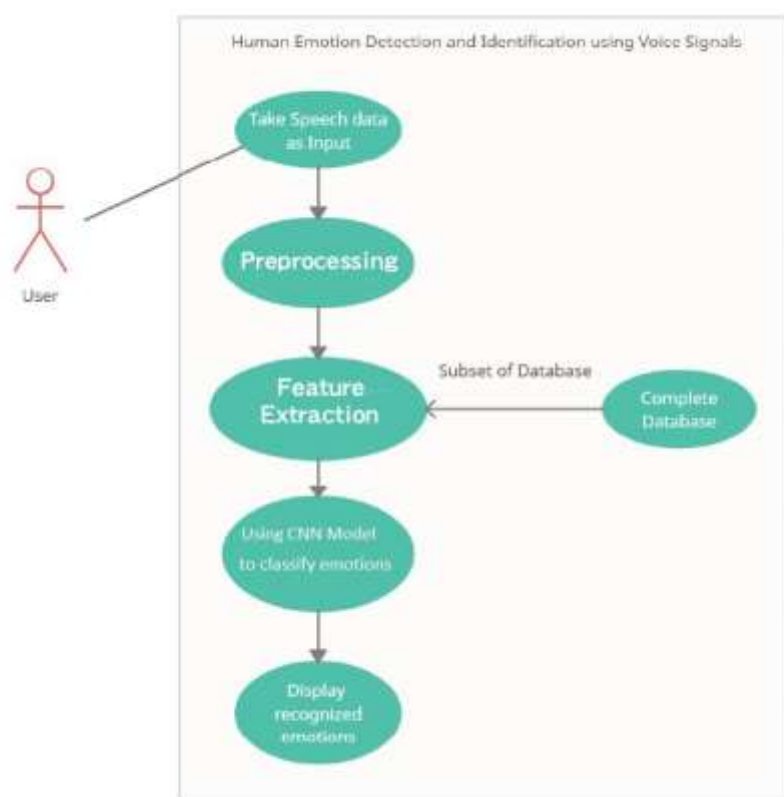 Human Emotion Detection and Identification using Voice Signals
Take Speech data
as Input
User
Preprocessing
Feature
Extraction
Subset of Database
Complete
Database
Using CNN Model
to classify emotions
Display
recognized
emotions